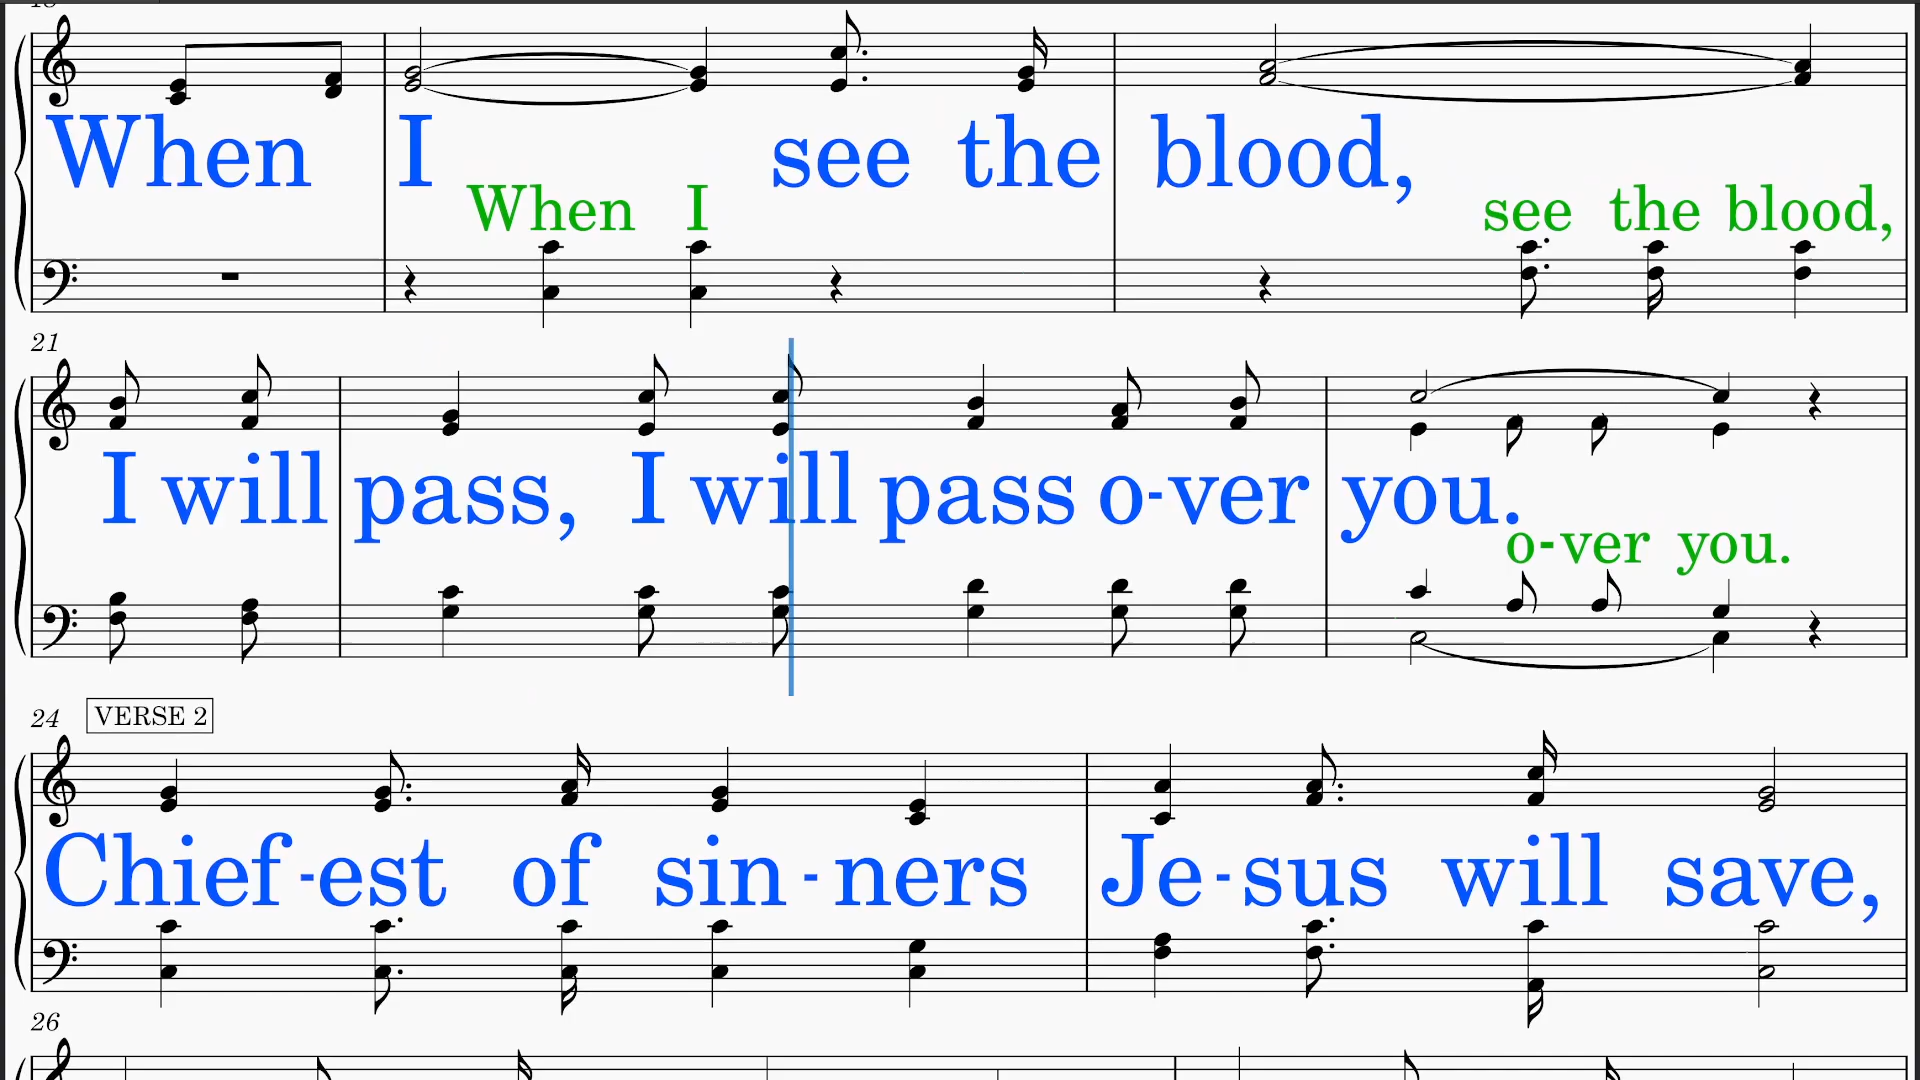 When I see the blood,
When I see the blood,
21
I will pass, I will pass o-ver you.
o-ver you.
24 VERSE 2
Chief-est of sin-ners Je-sus will save,
26